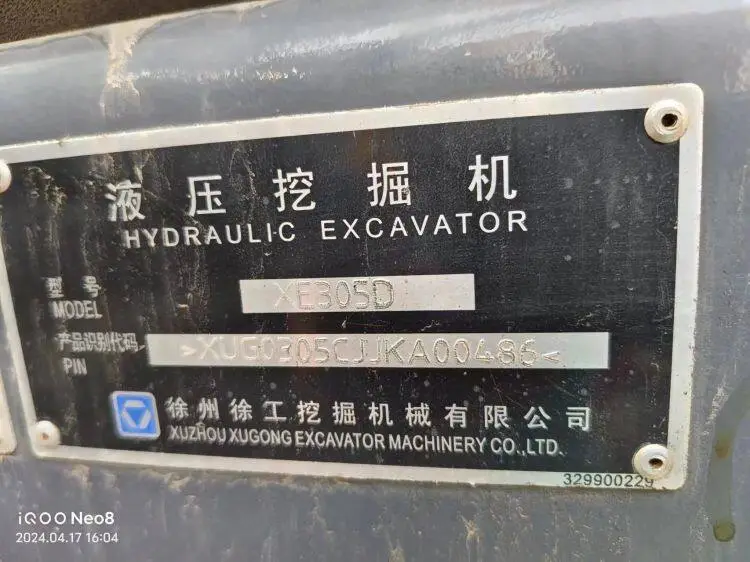 液压挖掘机
HYDRAULIC EXCAVATOR
型号 XE305D
MODEL
产品识别代码 >XUG0305CJJKA00486<
PIN
徐州徐工挖掘机械有限公司
XUZHOU XUGONG EXCAVATOR MACHINERY CO.,LTD.
329900229
iQOO Neo8
2024.04.17 16:04